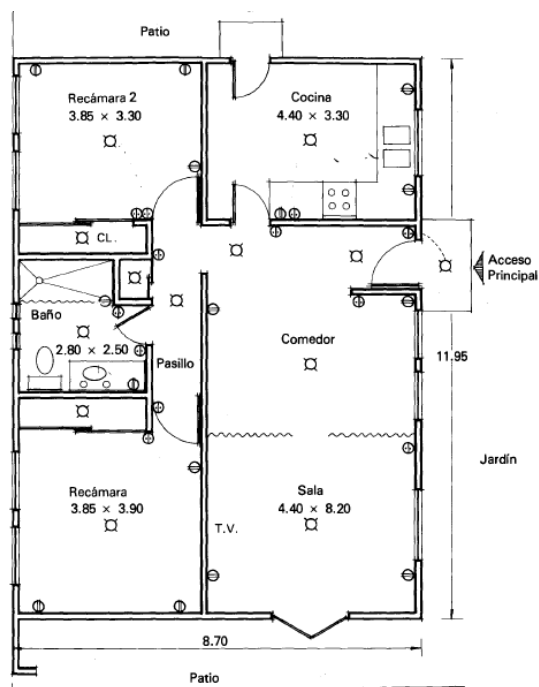 Patio
Recámara 2
3.85 × 3.30
Cocina
4.40 × 3.30
CL.
Acceso
Principal
Baño
2.80 × 2.50
Pasillo
Comedor
11.95
Jardín
Recámara
3.85 × 3.90
Sala
4.40 × 8.20
T.V.
8.70
Patio